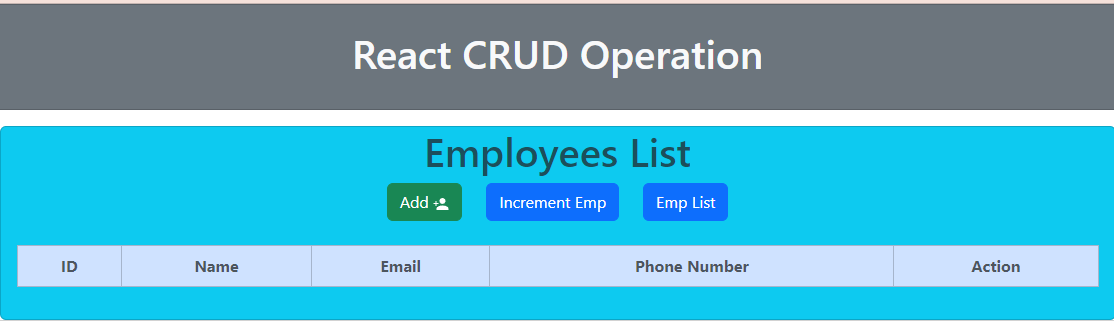 React CRUD Operation
Employees List
Add Increment Emp Emp List
ID Name Email Phone Number Action